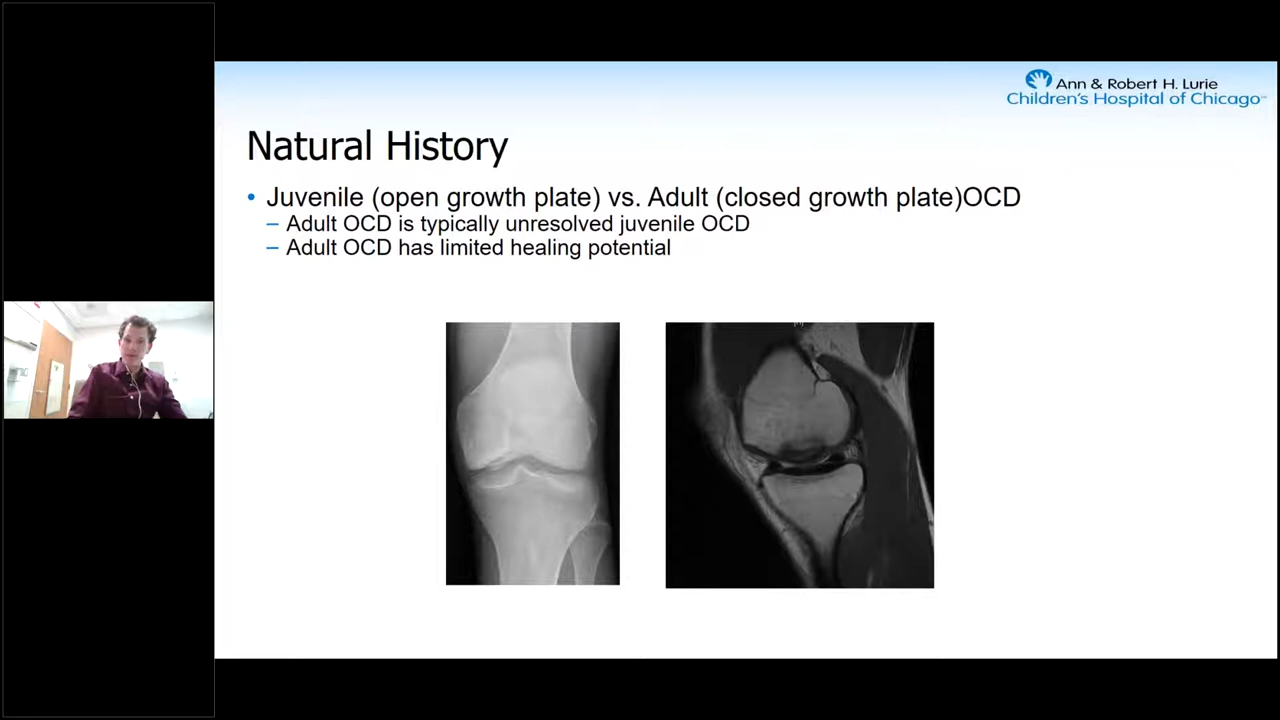 Ann & Robert H. Lurie
Children's Hospital of Chicago
Natural History
• Juvenile (open growth plate) vs. Adult (closed growth plate)OCD
– Adult OCD is typically unresolved juvenile OCD
– Adult OCD has limited healing potential